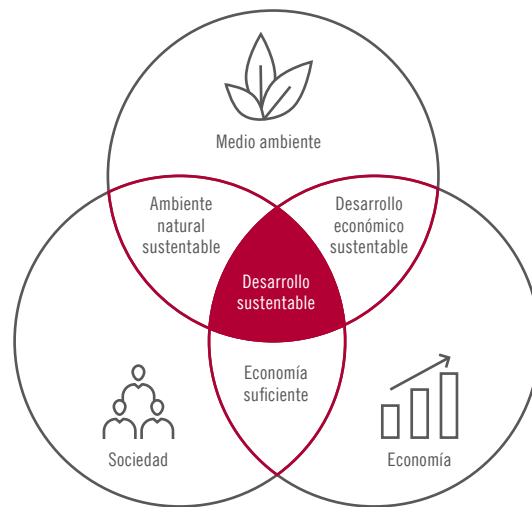 Medio ambiente
Ambiente
natural
sustentable
Desarrollo
económico
sustentable
Desarrollo
sustentable
Economía
suficiente
Sociedad
Economía